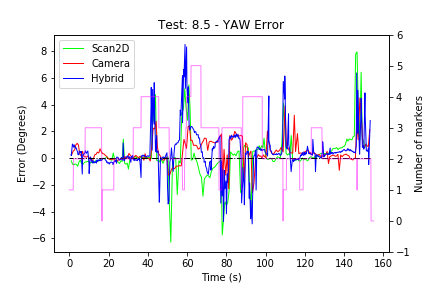 Test: 8.5 - YAW Error
Scan2D
Camera
Hybrid
Error (Degrees)
8
6
4
2
0
−2
−4
−6
Number of markers
6
5
4
3
2
1
0
−1
0 20 40 60 80 100 120 140 160
Time (s)